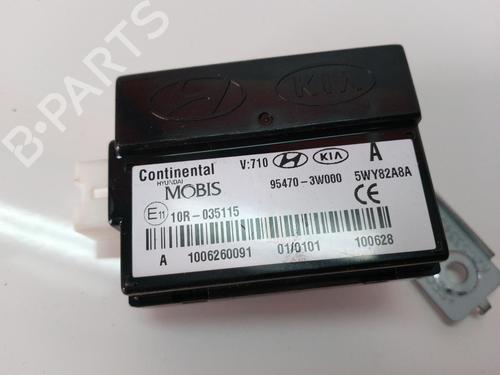 B-PARTS
KIA
Continental V:710 KIA A
HYUNDAI
MOBIS 95470-3W000 5WY82A8A
E11 10R-035115 CE
A 1006260091 01/0101 100628